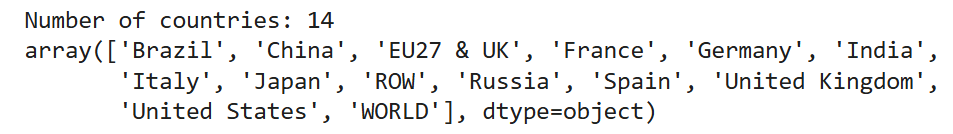 Number of countries: 14
array(['Brazil', 'China', 'EU27 & UK', 'France', 'Germany', 'India',
'Italy', 'Japan', 'ROW', 'Russia', 'Spain', 'United Kingdom',
'United States', 'WORLD'], dtype=object)